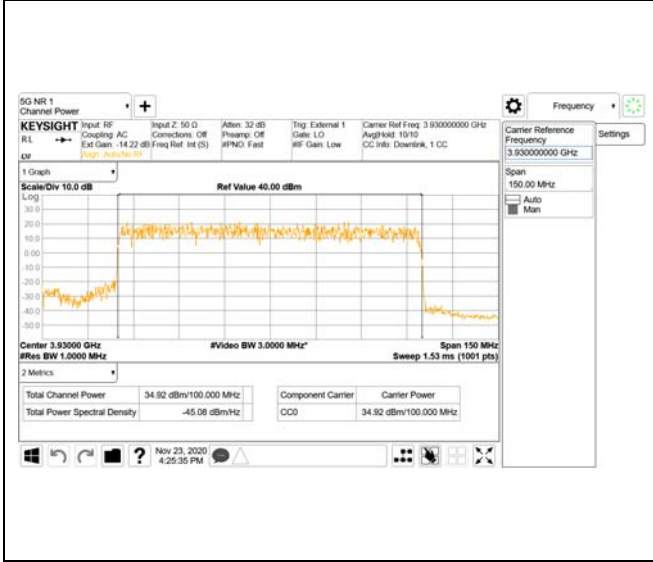 5G NR 1
Channel Power
+
Frequency
KEYSIGHT
RL
Input: RF
Coupling: AC
Ext Gain: -14.22 dB
Align: Auto/No RF
Input Z: 50 Ω
Corrections: Off
Freq Ref: Int (S)
Atten: 32 dB
Preamp: Off
#PNO: Fast
Trig: External 1
Gate: LO
#IF Gain: Low
Carrier Ref Freq: 3.930000000 GHz
Avg|Hold: 10/10
CC Info: Downlink, 1 CC
Carrier Reference
Frequency
3.930000000 GHz
Settings
Span
150.00 MHz
Auto
Man
1 Graph
Scale/Div 10.0 dB
Ref Value 40.00 dBm
Log
30.0
20.0
10.0
0.00
-10.0
-20.0
-30.0
-40.0
-50.0
Center 3.93000 GHz
#Video BW 3.0000 MHz*
Span 150 MHz
#Res BW 1.0000 MHz
Sweep 1.53 ms (1001 pts)
2 Metrics
Total Channel Power 34.92 dBm/100.000 MHz
Total Power Spectral Density -45.08 dBm/Hz
Component Carrier Carrier Power
CC0 34.92 dBm/100.000 MHz
?
Nov 23, 2020
4:25:35 PM